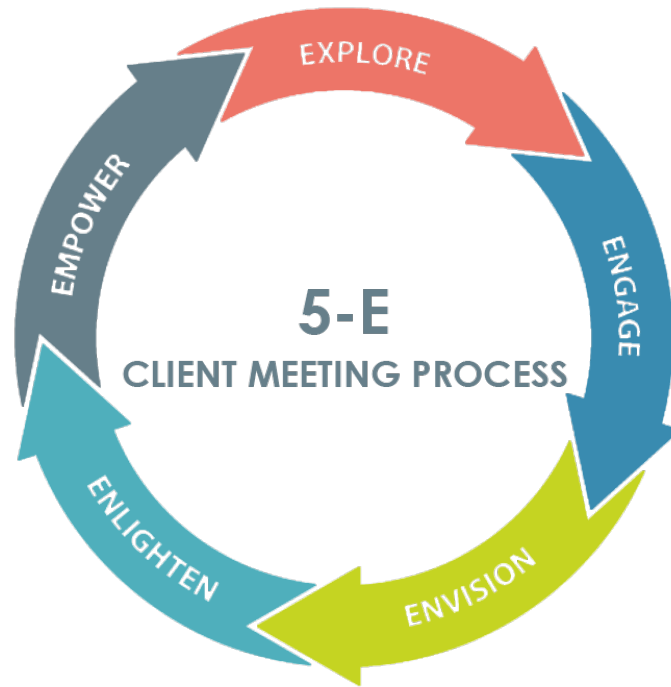 EXPLORE
ENGAGE
ENVISION
ENLIGHTEN
EMPOWER
5-E
CLIENT MEETING PROCESS